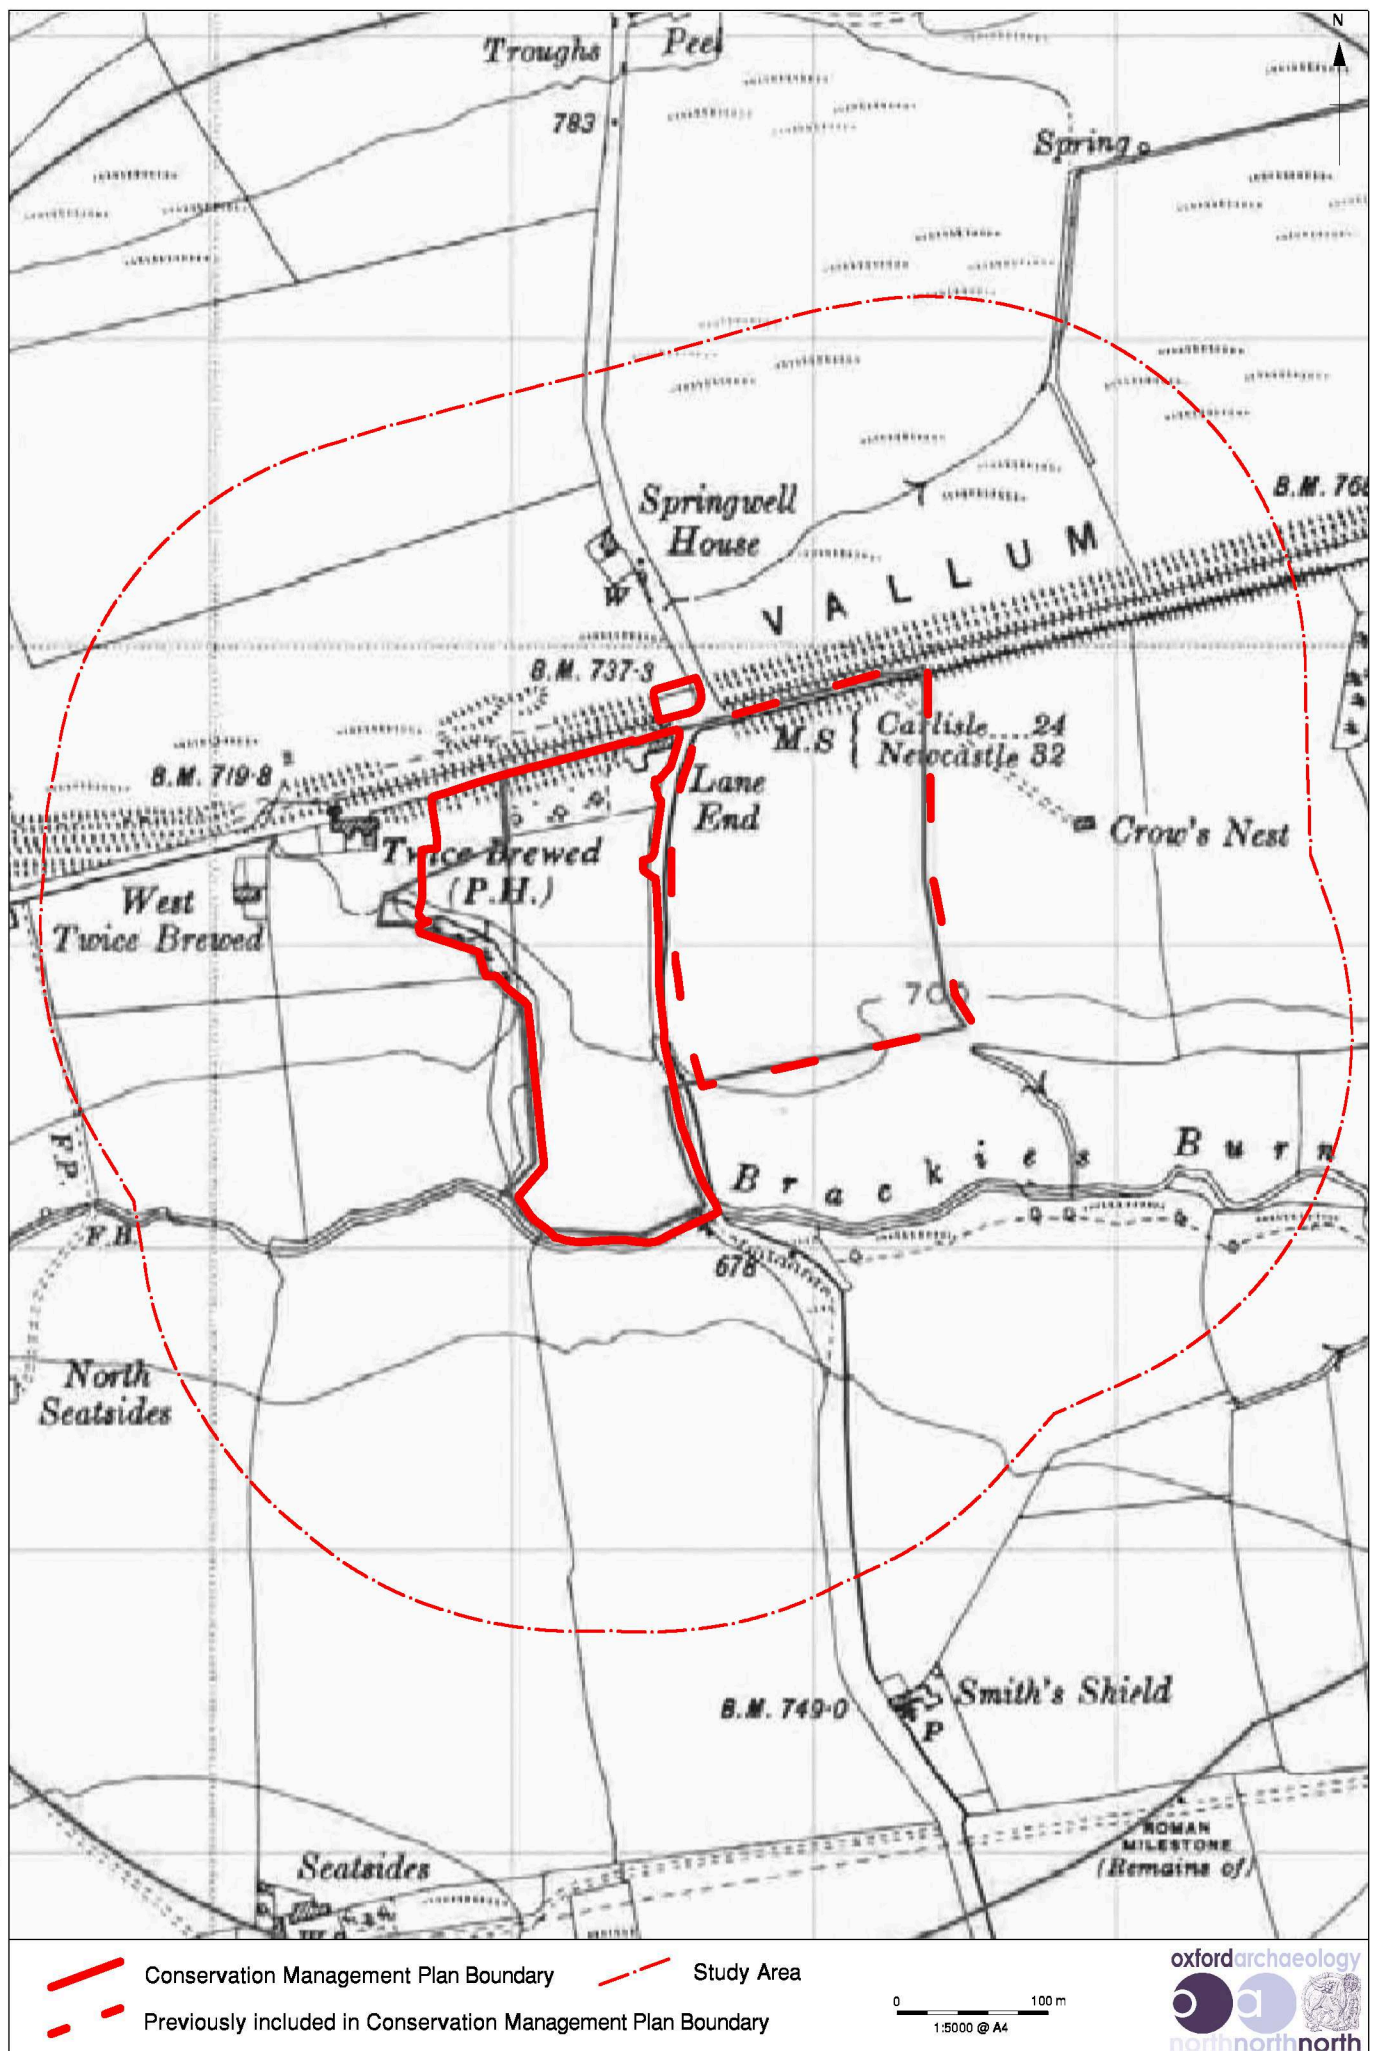 N
Troughs
Peel
783
Spring
B.M. 768
Springwell
House
W
VALLUM
B.M. 737·3
M.S
Carlisle....24
Newcastle 32
B.M. 719·8
Lane
End
Crow's Nest
Twice Brewed
(P.H.)
West
Twice Brewed
700
F.P.
Brackies Burn
F.B.
678
North
Seatsides
Smith's Shield
B.M. 749·0
P
ROMAN
MILESTONE
(Remains of)
Seatsides
Conservation Management Plan Boundary
Study Area
Previously included in Conservation Management Plan Boundary
0
100 m
1:5000 @ A4
oxfordarchaeology
oa
northnorthnorth